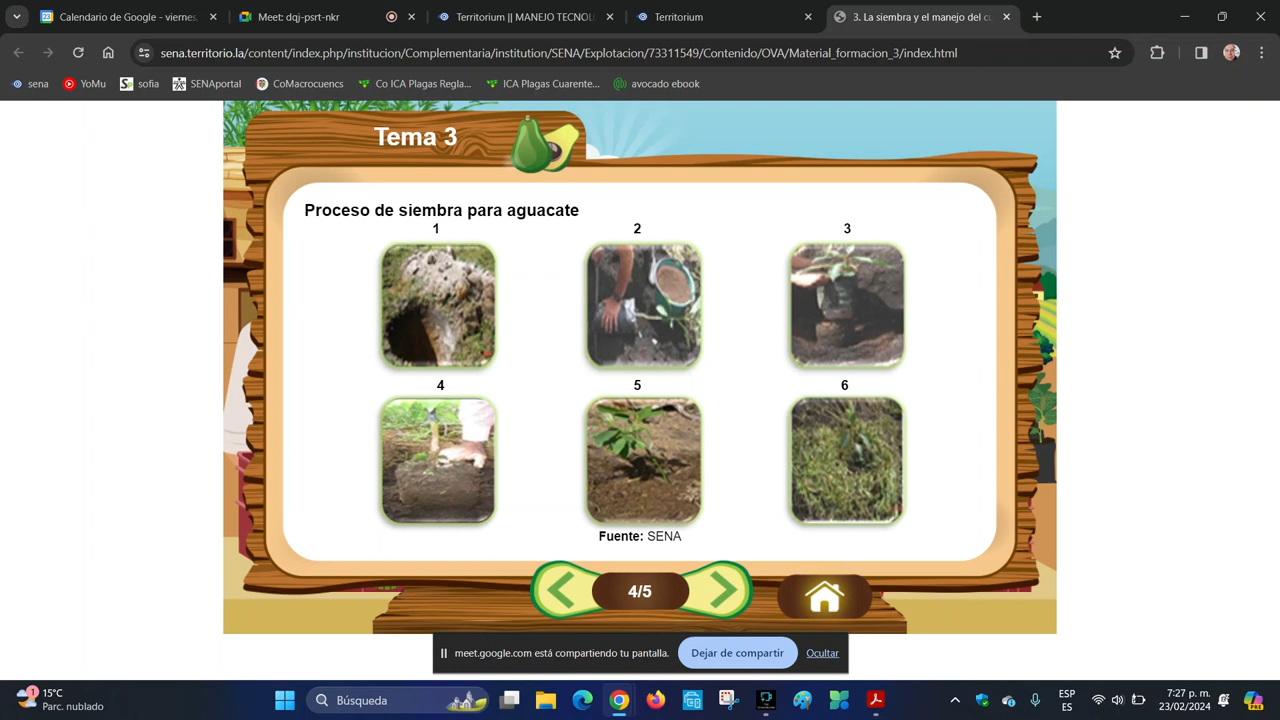 Calendario de Google - viernes,
Meet: dqj-psrt-nkr
Territorium || MANEJO TECNOL
Territorium
3. La siembra y el manejo del cu
sena.territorio.la/content/index.php/institucion/Complementaria/institution/SENA/Explotacion/73311549/Contenido/OVA/Material_formacion_3/index.html
sena
YoMu
sofia
SENAportal
CoMacrocuencs
Co ICA Plagas Regla...
ICA Plagas Cuarente...
avocado ebook
Tema 3
Proceso de siembra para aguacate
1 2 3
4 5 6
Fuente: SENA
4/5
meet.google.com está compartiendo tu pantalla.
Dejar de compartir
Ocultar
1
15°C
Parc. nublado
Búsqueda
ESP
ES
7:27 p. m.
23/02/2024